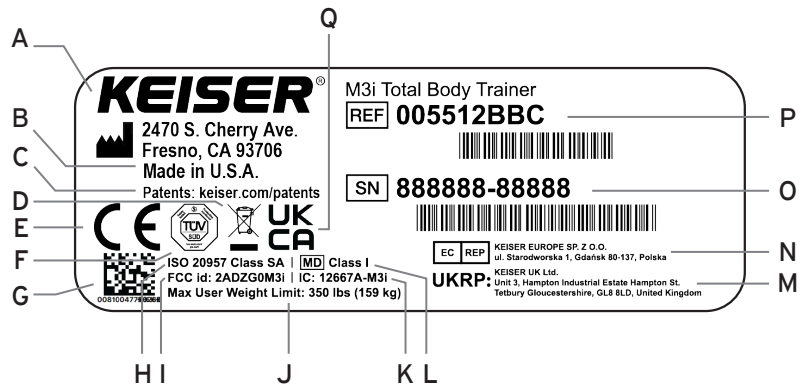 Q
A
KEISER®
M3i Total Body Trainer
REF 005512BBC
P
B
2470 S. Cherry Ave.
Fresno, CA 93706
Made in U.S.A.
C
Patents: keiser.com/patents
SN 888888-88888
O
D
E
CE
TÜV
SÜD
UK
CA
EC REP
KEISER EUROPE SP. Z O.O.
ul. Starodworska 1, Gdańsk 80-137, Polska
N
F
ISO 20957 Class SA | MD Class I
UKRP:
KEISER UK Ltd.
Unit 3, Hampton Industrial Estate Hampton St.
Tetbury Gloucestershire, GL8 8LD, United Kingdom
M
G
FCC id: 2ADZG0M3i | IC: 12667A-M3i
Max User Weight Limit: 350 lbs (159 kg)
H I J K L